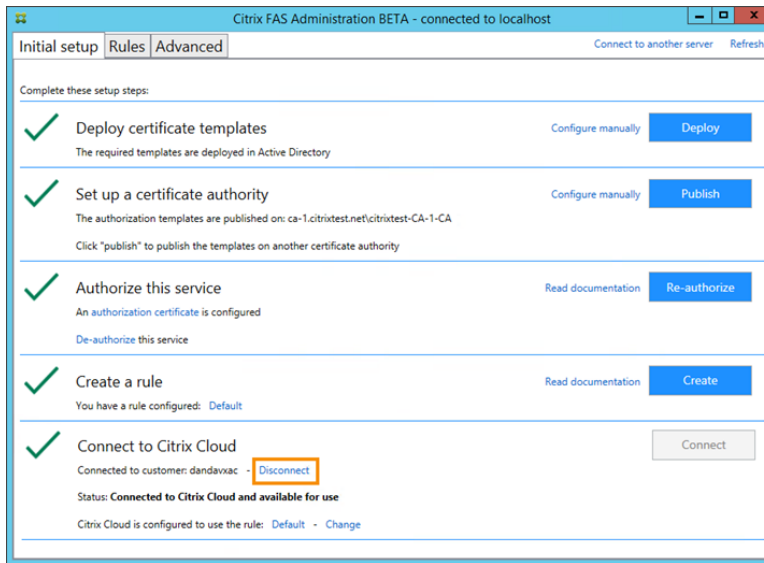 Citrix FAS Administration BETA - connected to localhost
Initial setup Rules Advanced Connect to another server Refresh
Complete these setup steps:
Deploy certificate templates Configure manually Deploy
The required templates are deployed in Active Directory
Set up a certificate authority Configure manually Publish
The authorization templates are published on: ca-1.citrixtest.net\citrixtest-CA-1-CA
Click "publish" to publish the templates on another certificate authority
Authorize this service Read documentation Re-authorize
An authorization certificate is configured
De-authorize this service
Create a rule Read documentation Create
You have a rule configured: Default
Connect to Citrix Cloud Connect
Connected to customer: dandavxac - Disconnect
Status: Connected to Citrix Cloud and available for use
Citrix Cloud is configured to use the rule: Default - Change